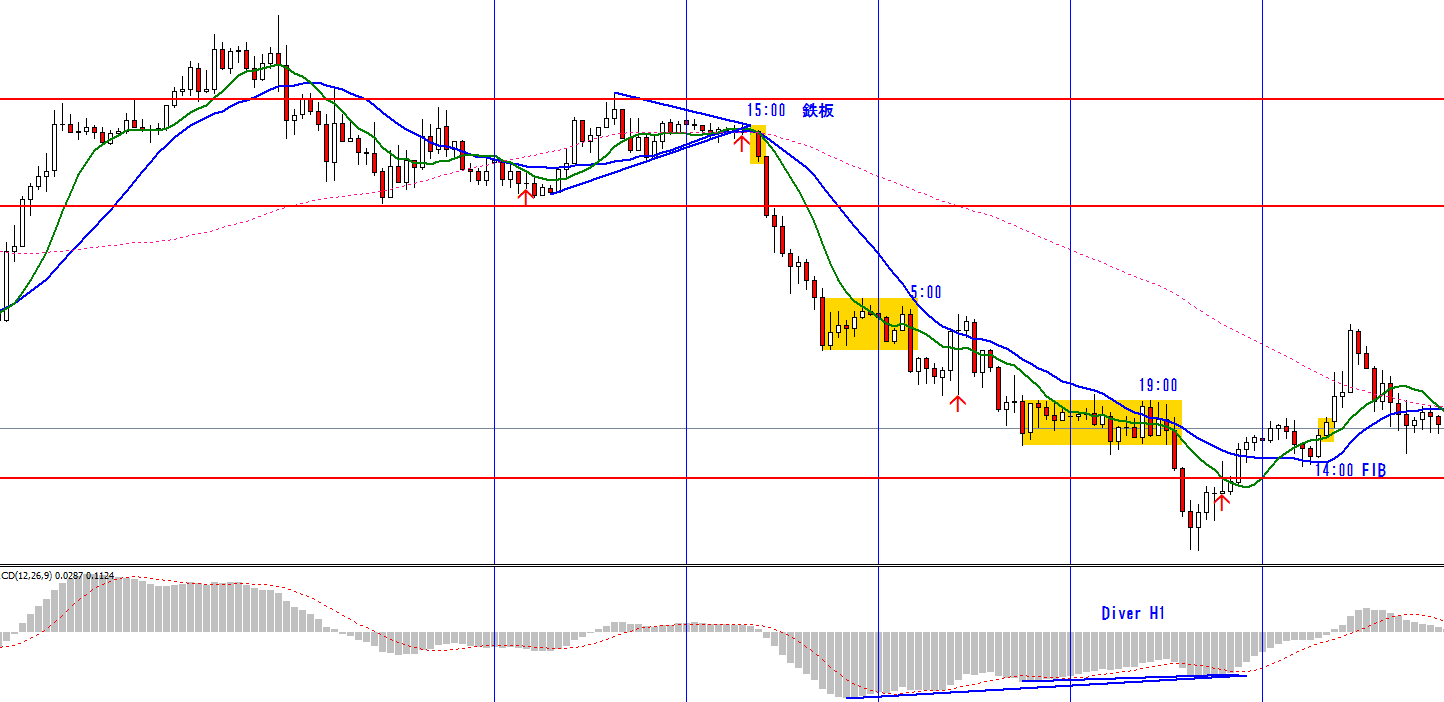 15:00 鉄板
5:00
19:00
14:00 FIB
CD(12,26,9) 0.0287 0.1124
Diver H1